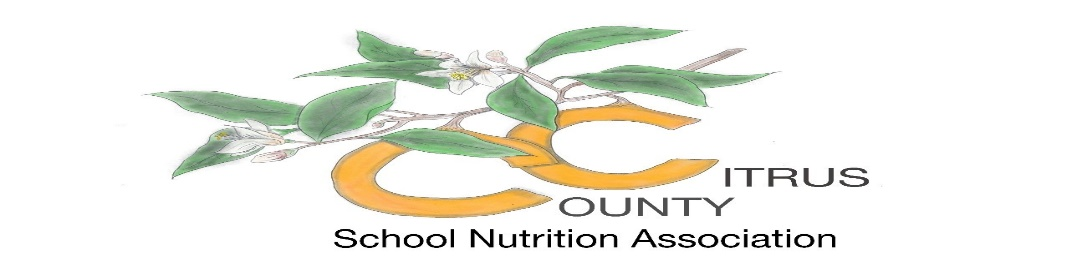 CITRUS
COUNTY
School Nutrition Association